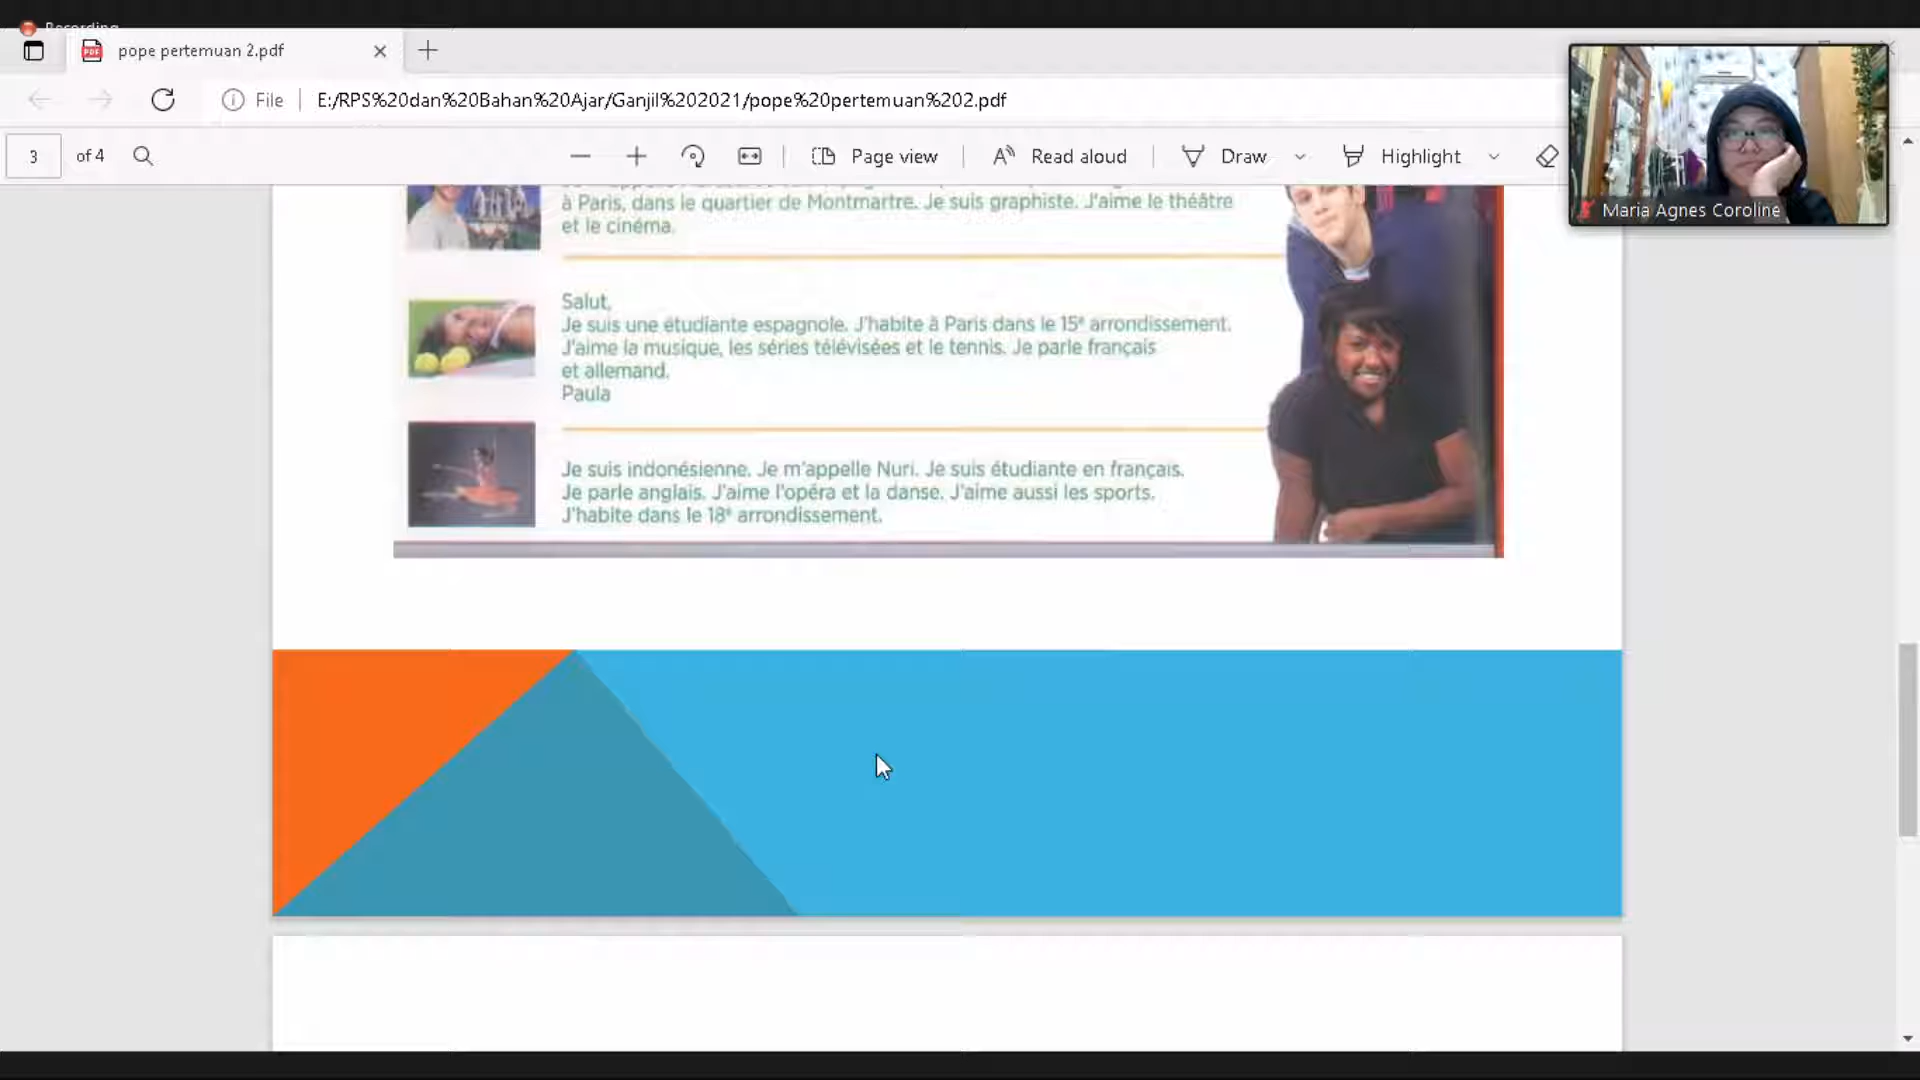 Recording
pope pertemuan 2.pdf
File
E:/RPS%20dan%20Bahan%20Ajar/Ganjil%202021/pope%20pertemuan%202.pdf
3 of 4
Page view
Read aloud
Draw
Highlight
Maria Agnes Coroline
à Paris, dans le quartier de Montmartre. Je suis graphiste. J'aime le théâtre
et le cinéma.
Salut,
Je suis une étudiante espagnole. J'habite à Paris dans le 15e arrondissement.
J'aime la musique, les séries télévisées et le tennis. Je parle français
et allemand.
Paula
Je suis indonésienne. Je m'appelle Nuri. Je suis étudiante en français.
Je parle anglais. J'aime l'opéra et la danse. J'aime aussi les sports.
J'habite dans le 18e arrondissement.